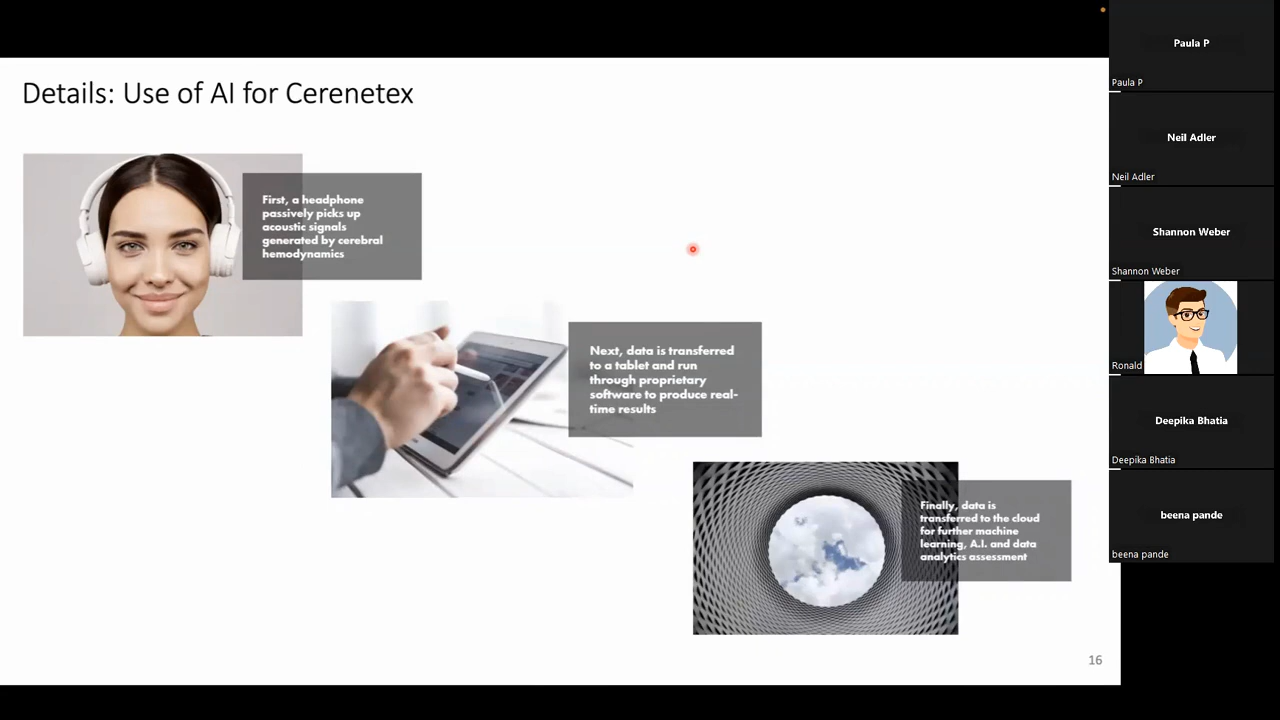 Details: Use of AI for Cerenetex
First, a headphone
passively picks up
acoustic signals
generated by cerebral
hemodynamics
Next, data is transferred
to a tablet and run
through proprietary
software to produce real-
time results
Finally, data is
transferred to the cloud
for further machine
learning, A.I. and data
analytics assessment
16
Paula P
Paula P
Neil Adler
Neil Adler
Shannon Weber
Shannon Weber
Ronald
Deepika Bhatia
Deepika Bhatia
beena pande
beena pande